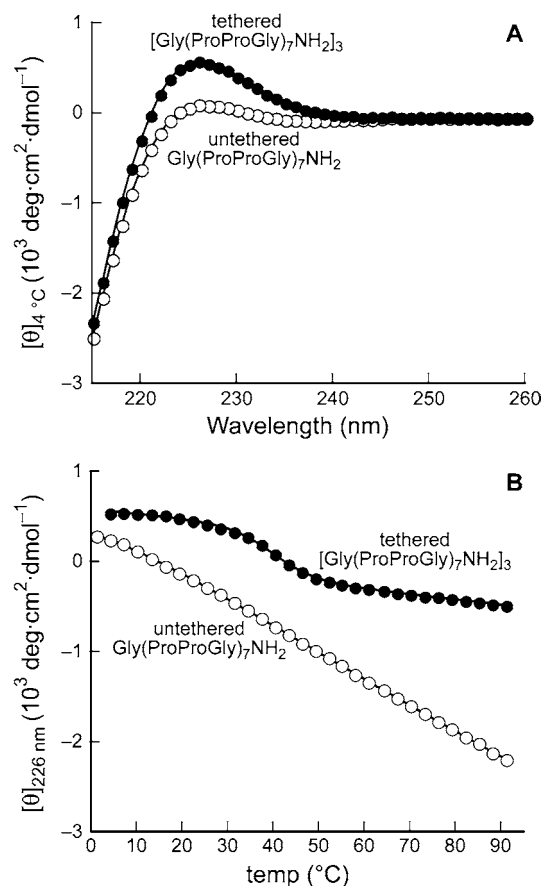 A
tethered
[Gly(ProProGly)₇NH₂]₃
untethered
Gly(ProProGly)₇NH₂
[θ]₄ °C (10³ deg·cm²·dmol⁻¹)
1
0
−1
−2
−3
220 230 240 250 260
Wavelength (nm)
B
tethered
[Gly(ProProGly)₇NH₂]₃
untethered
Gly(ProProGly)₇NH₂
[θ]₂₂₆ nm (10³ deg·cm²·dmol⁻¹)
1
0
−1
−2
−3
0 10 20 30 40 50 60 70 80 90
temp (°C)